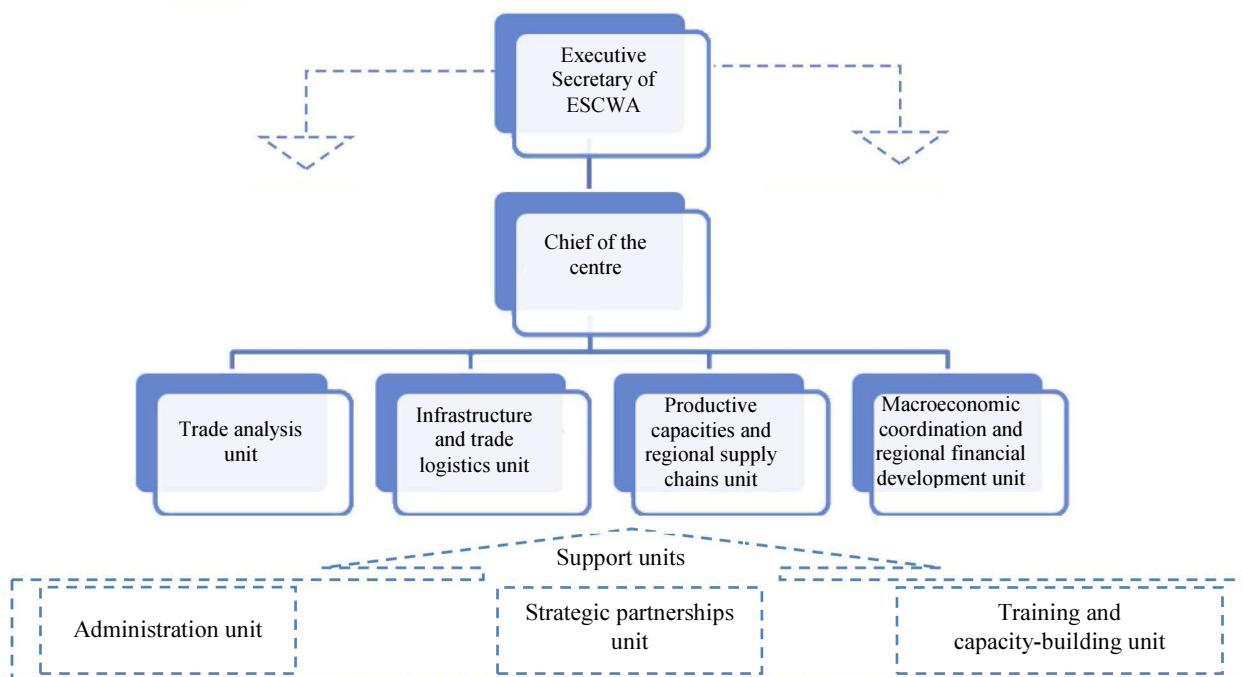 Executive
Secretary of
ESCWA
Chief of the
centre
Trade analysis
unit
Infrastructure
and trade
logistics unit
Productive
capacities and
regional supply
chains unit
Macroeconomic
coordination and
regional financial
development unit
Support units
Administration unit
Strategic partnerships
unit
Training and
capacity-building unit